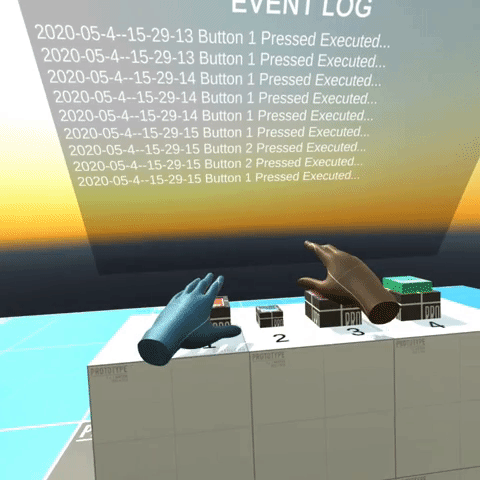 EVENT LOG
2020-05-4--15-29-13 Button 1 Pressed Executed...
2020-05-4--15-29-13 Button 1 Pressed Executed...
2020-05-4--15-29-14 Button 1 Pressed Executed...
2020-05-4--15-29-14 Button 1 Pressed Executed...
2020-05-4--15-29-14 Button 1 Pressed Executed...
2020-05-4--15-29-15 Button 1 Pressed Executed...
2020-05-4--15-29-15 Button 2 Pressed Executed...
2020-05-4--15-29-15 Button 2 Pressed Executed...
2020-05-4--15-29-15 Button 1 Pressed Executed...
1 2 3 4
PROTOTYPE PROTOTYPE PROTOTYPE